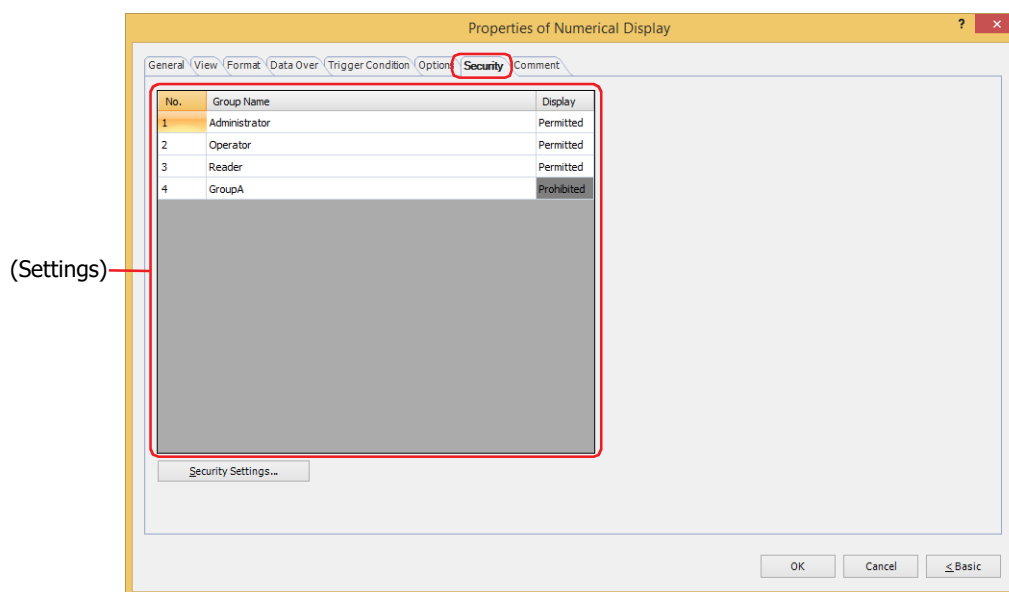 Properties of Numerical Display ? ×
General View Format Data Over Trigger Condition Options Security Comment
No. Group Name Display
1 Administrator Permitted
2 Operator Permitted
3 Reader Permitted
4 GroupA Prohibited
(Settings)
Security Settings...
OK Cancel < Basic